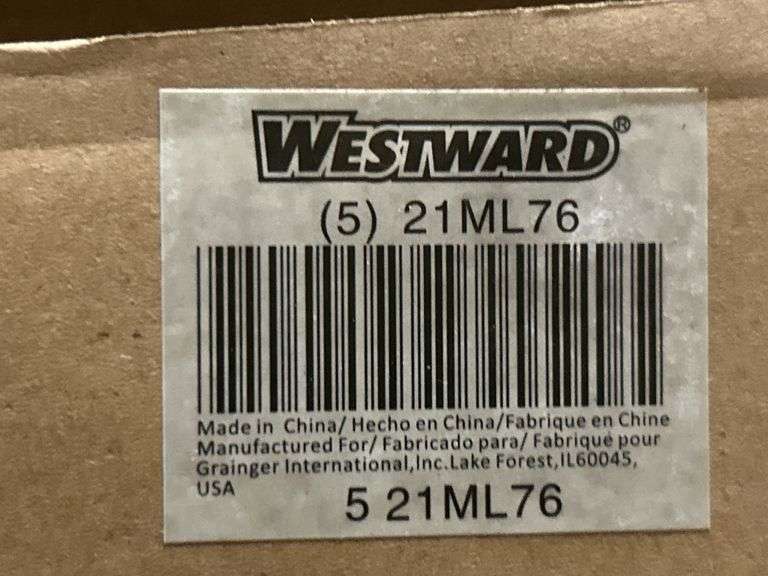 WESTWARD®
(5) 21ML76
Made in China/ Hecho en China/Fabrique en Chine
Manufactured For/ Fabricado para/ Fabriqué pour
Grainger International,Inc.Lake Forest,IL60045,
USA
5 21ML76